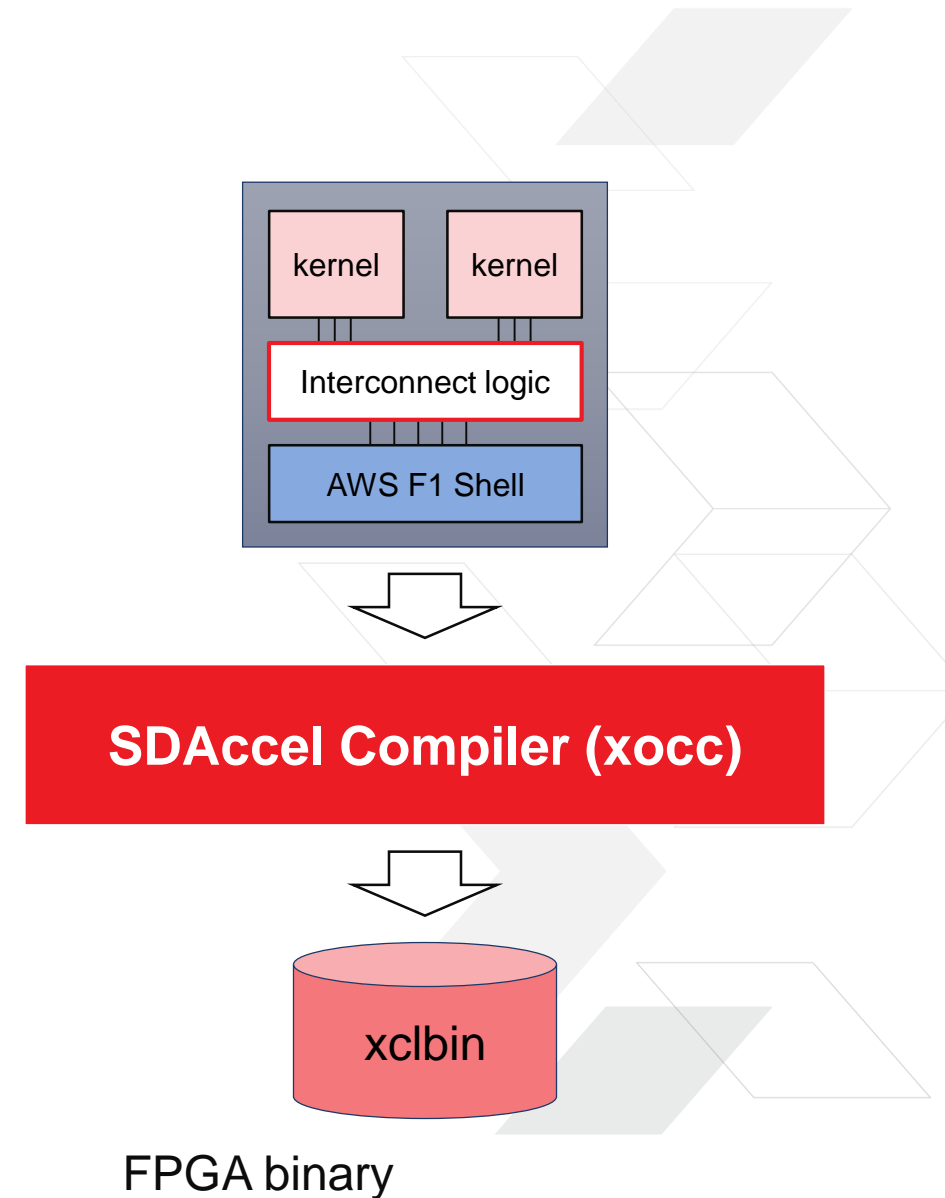 kernel kernel
Interconnect logic
AWS F1 Shell
SDAccel Compiler (xocc)
xclbin
FPGA binary